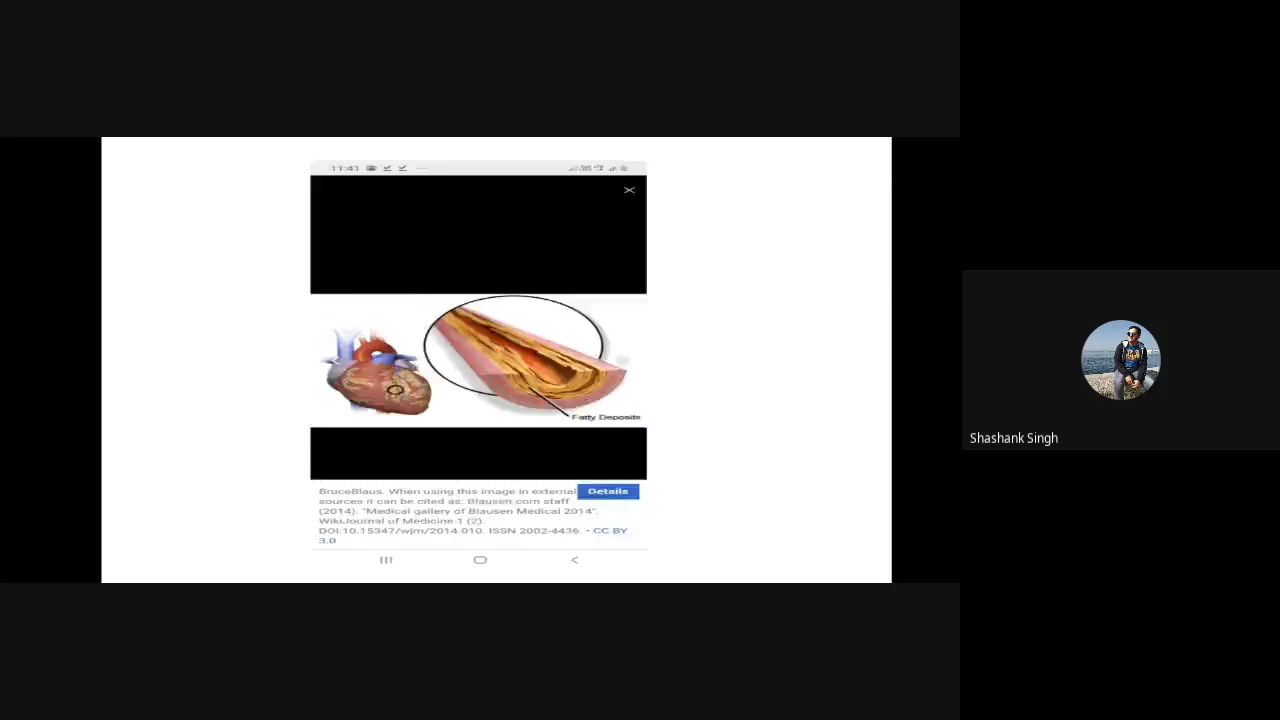 11:41
Fatty Deposite
BruceBlaus. When using this image in external
Details
sources it can be cited as: Blausen.com staff
(2014). "Medical gallery of Blausen Medical 2014".
WikiJournal of Medicine 1 (2).
DOI:10.15347/wjm/2014.010. ISSN 2002-4436. • CC BY
3.0
Shashank Singh